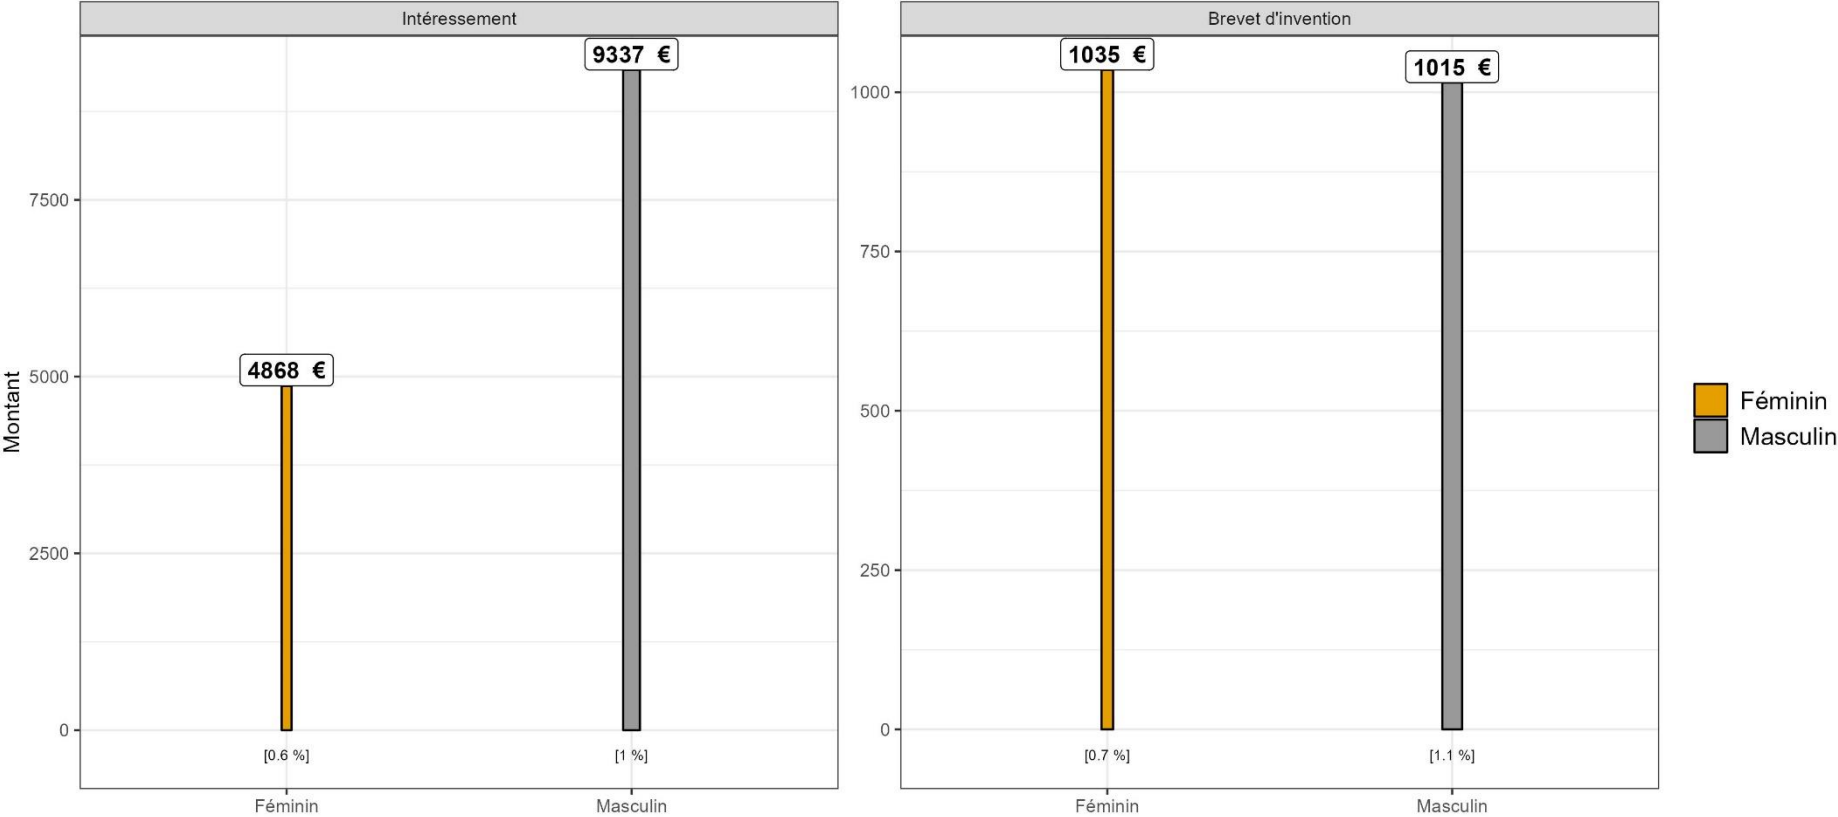 Intéressement
Brevet d'invention
Montant
7500
5000
2500
0
4868 €
9337 €
[0.6 %]
[1 %]
Féminin
Masculin
1000
750
500
250
0
1035 €
1015 €
[0.7 %]
[1.1 %]
Féminin
Masculin
Féminin
Masculin